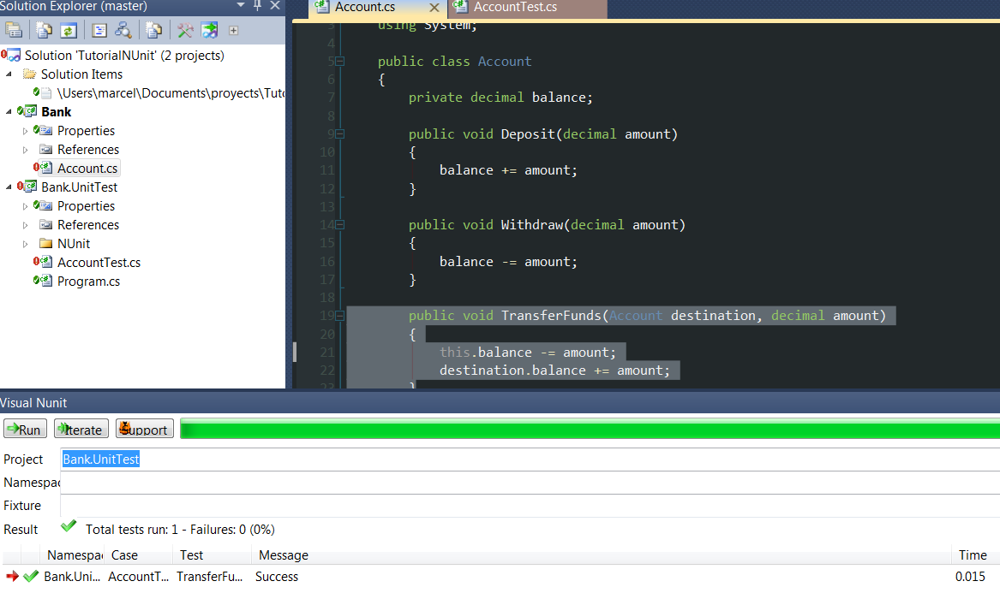 Solution Explorer (master)
Solution 'TutorialNUnit' (2 projects)
Solution Items
\Users\marcel\Documents\proyects\Tuto
Bank
Properties
References
Account.cs
Bank.UnitTest
Properties
References
NUnit
AccountTest.cs
Program.cs
Account.cs
AccountTest.cs
3 using System;
4
5 public class Account
6 {
7 private decimal balance;
8
9 public void Deposit(decimal amount)
10 {
11 balance += amount;
12 }
13
14 public void Withdraw(decimal amount)
15 {
16 balance -= amount;
17 }
18
19 public void TransferFunds(Account destination, decimal amount)
20 {
21 this.balance -= amount;
22 destination.balance += amount;
23 }
Visual Nunit
Run Iterate Support
Project Bank.UnitTest
Namespac
Fixture
Result Total tests run: 1 - Failures: 0 (0%)
Namespa Case Test Message Time
Bank.Uni... AccountT... TransferFu... Success 0.015